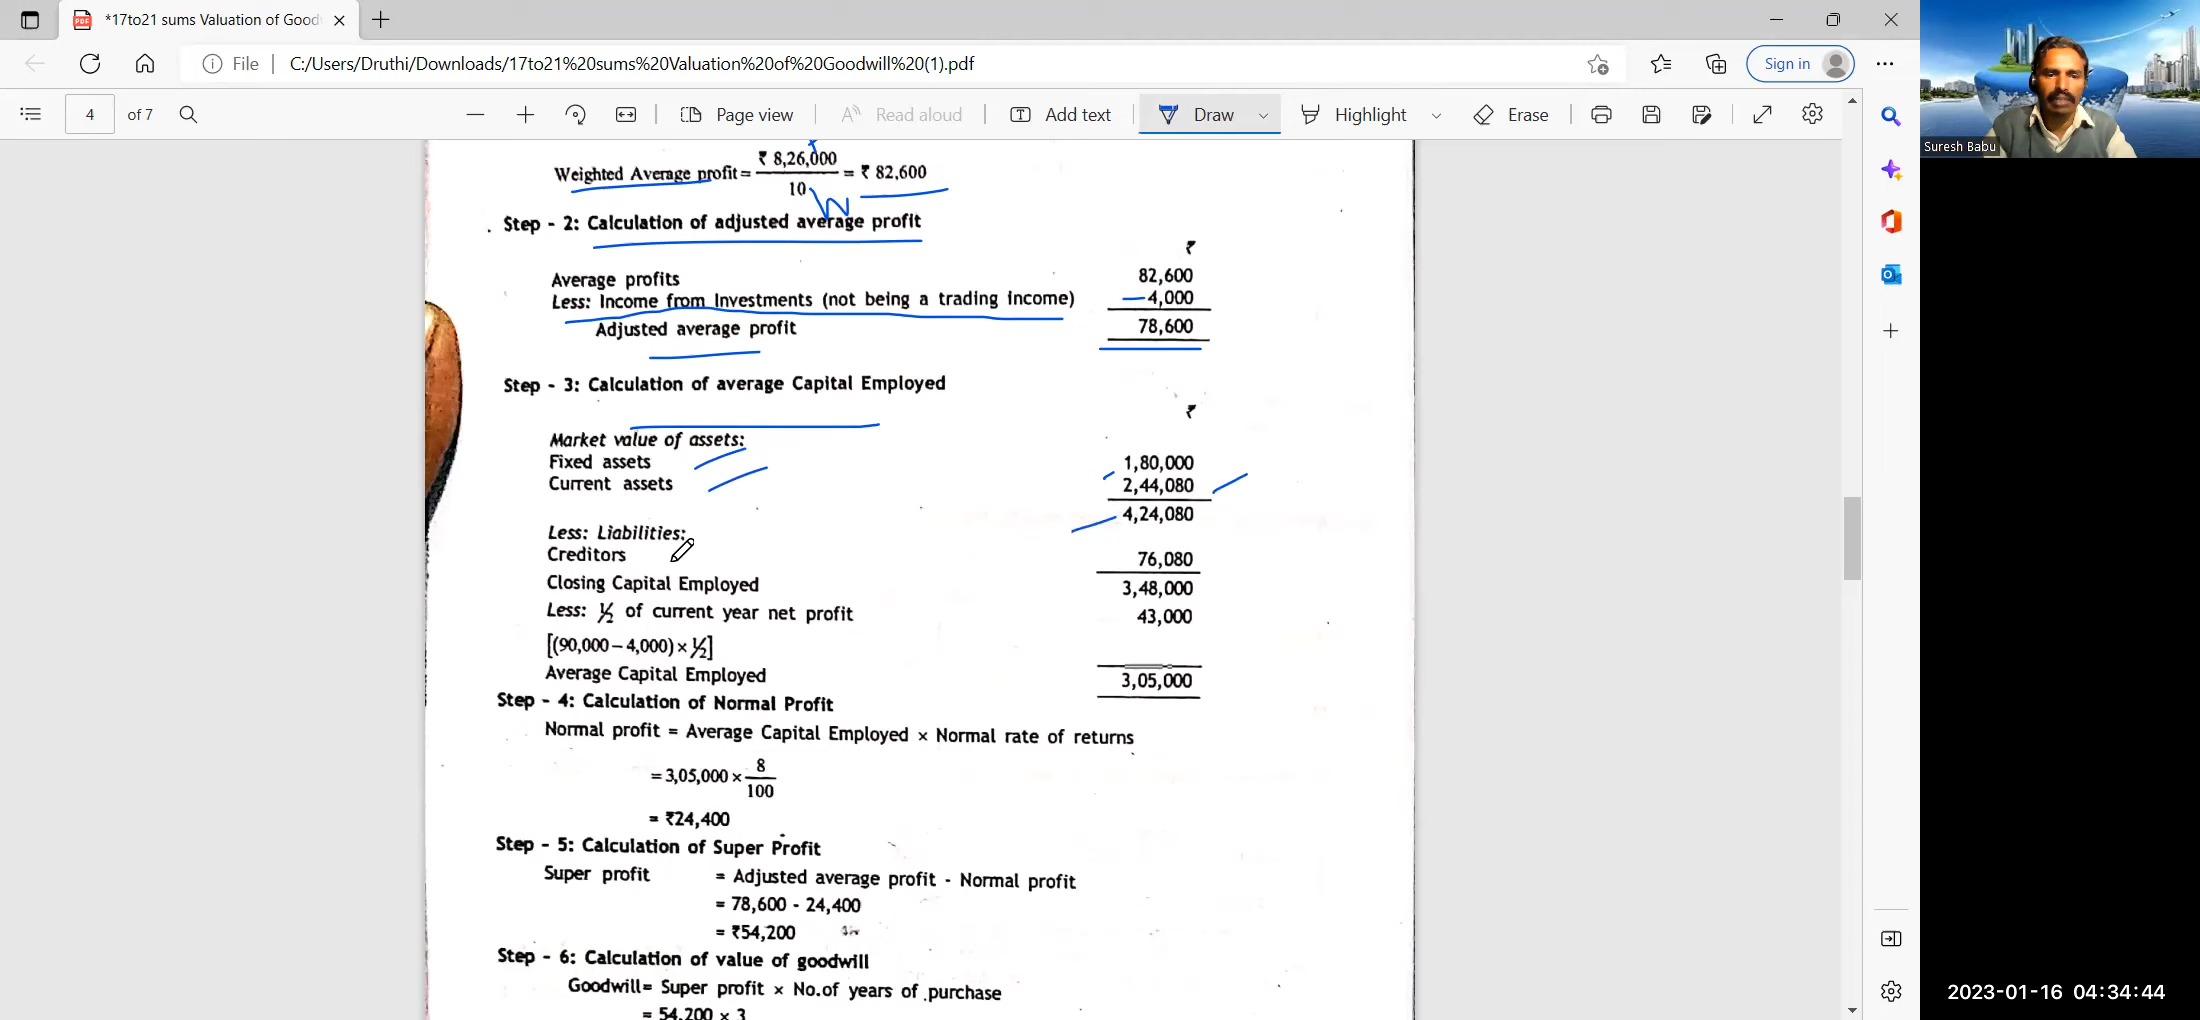 *17to21 sums Valuation of Good
File
C:/Users/Druthi/Downloads/17to21%20sums%20Valuation%20of%20Goodwill%20(1).pdf
Sign in
4 of 7
Page view
Read aloud
Add text
Draw
Highlight
Erase
Suresh Babu
Weighted Average profit = ₹ 8,26,000 / 10 = ₹ 82,600
N
Step - 2: Calculation of adjusted average profit
₹
Average profits 82,600
Less: Income from Investments (not being a trading income) 4,000
Adjusted average profit 78,600
Step - 3: Calculation of average Capital Employed
₹
Market value of assets:
Fixed assets 1,80,000
Current assets 2,44,080
4,24,080
Less: Liabilities:
Creditors 76,080
Closing Capital Employed 3,48,000
Less: ½ of current year net profit 43,000
[(90,000 – 4,000) × ½]
Average Capital Employed 3,05,000
Step - 4: Calculation of Normal Profit
Normal profit = Average Capital Employed × Normal rate of returns
= 3,05,000 × 8 / 100
= ₹24,400
Step - 5: Calculation of Super Profit
Super profit = Adjusted average profit - Normal profit
= 78,600 - 24,400
= ₹54,200
Step - 6: Calculation of value of goodwill
Goodwill= Super profit × No.of years of purchase
= 54,200 × 3
2023-01-16 04:34:44